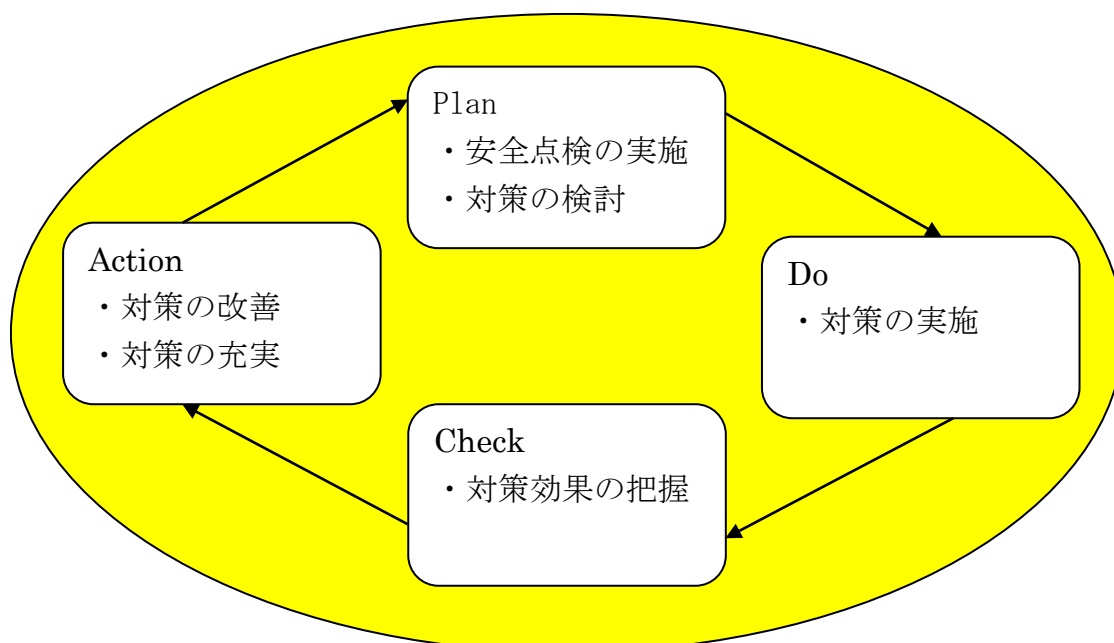 Plan
・安全点検の実施
・対策の検討
Do
・対策の実施
Check
・対策効果の把握
Action
・対策の改善
・対策の充実